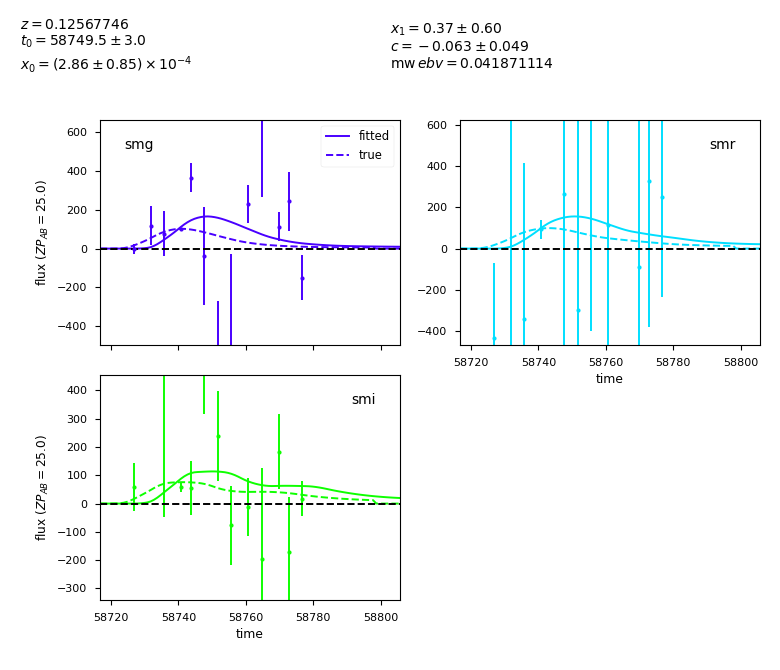 z = 0.12567746
t₀ = 58749.5 ± 3.0
x₀ = (2.86 ± 0.85) × 10⁻⁴
x₁ = 0.37 ± 0.60
c = −0.063 ± 0.049
mw ebv = 0.041871114
smg
fitted
true
600
400
200
0
−200
−400
flux (ZP_AB = 25.0)
smr
600
400
200
0
−200
−400
58720 58740 58760 58780 58800
time
smi
400
300
200
100
0
−100
−200
−300
flux (ZP_AB = 25.0)
58720 58740 58760 58780 58800
time